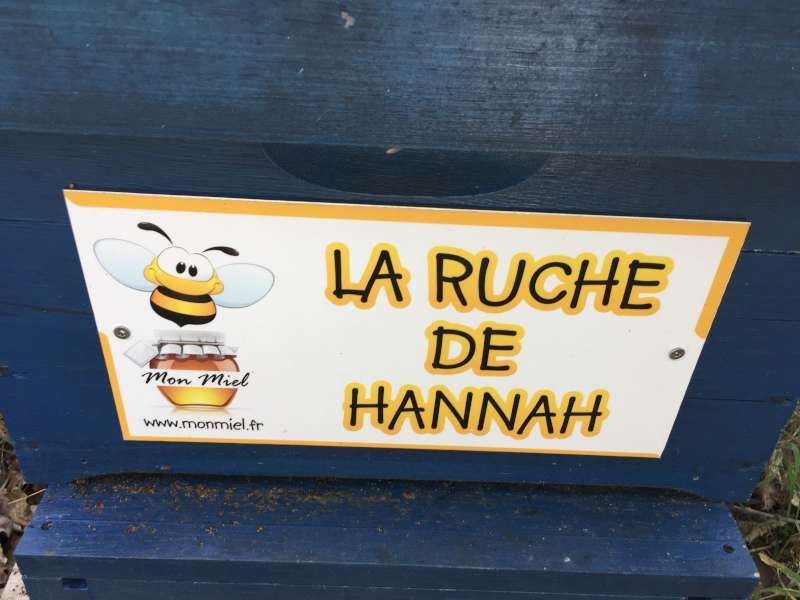 LA RUCHE
DE
HANNAH
Mon Miel
www.monmiel.fr